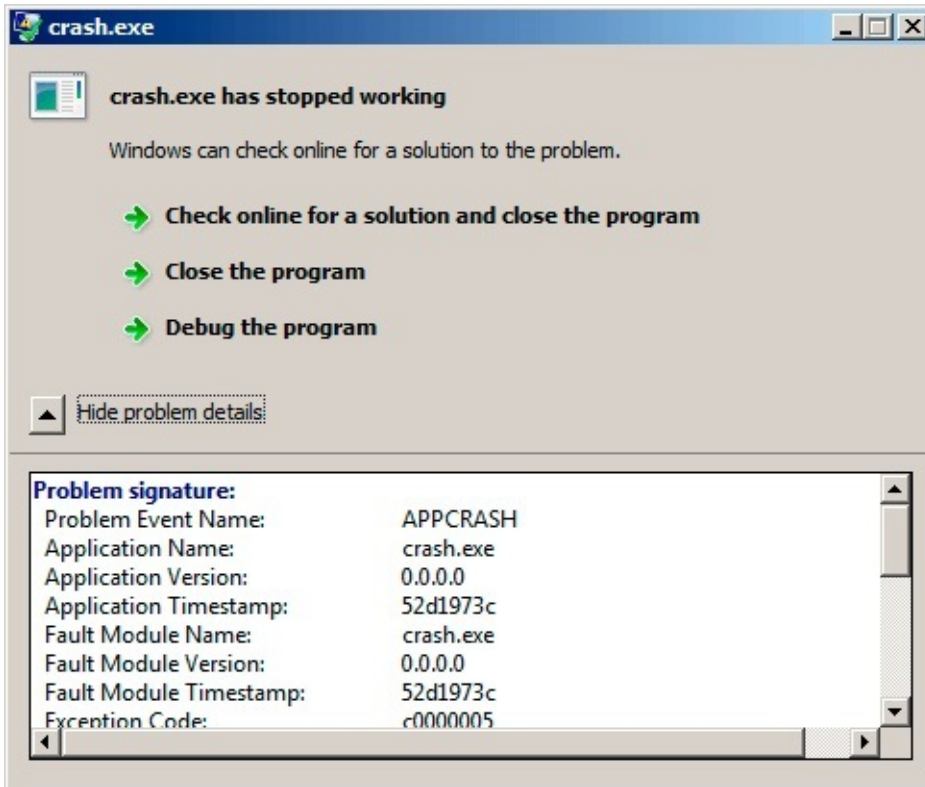 crash.exe
crash.exe has stopped working
Windows can check online for a solution to the problem.
Check online for a solution and close the program
Close the program
Debug the program
Hide problem details
Problem signature:
Problem Event Name: APPCRASH
Application Name: crash.exe
Application Version: 0.0.0.0
Application Timestamp: 52d1973c
Fault Module Name: crash.exe
Fault Module Version: 0.0.0.0
Fault Module Timestamp: 52d1973c
Exception Code: c0000005